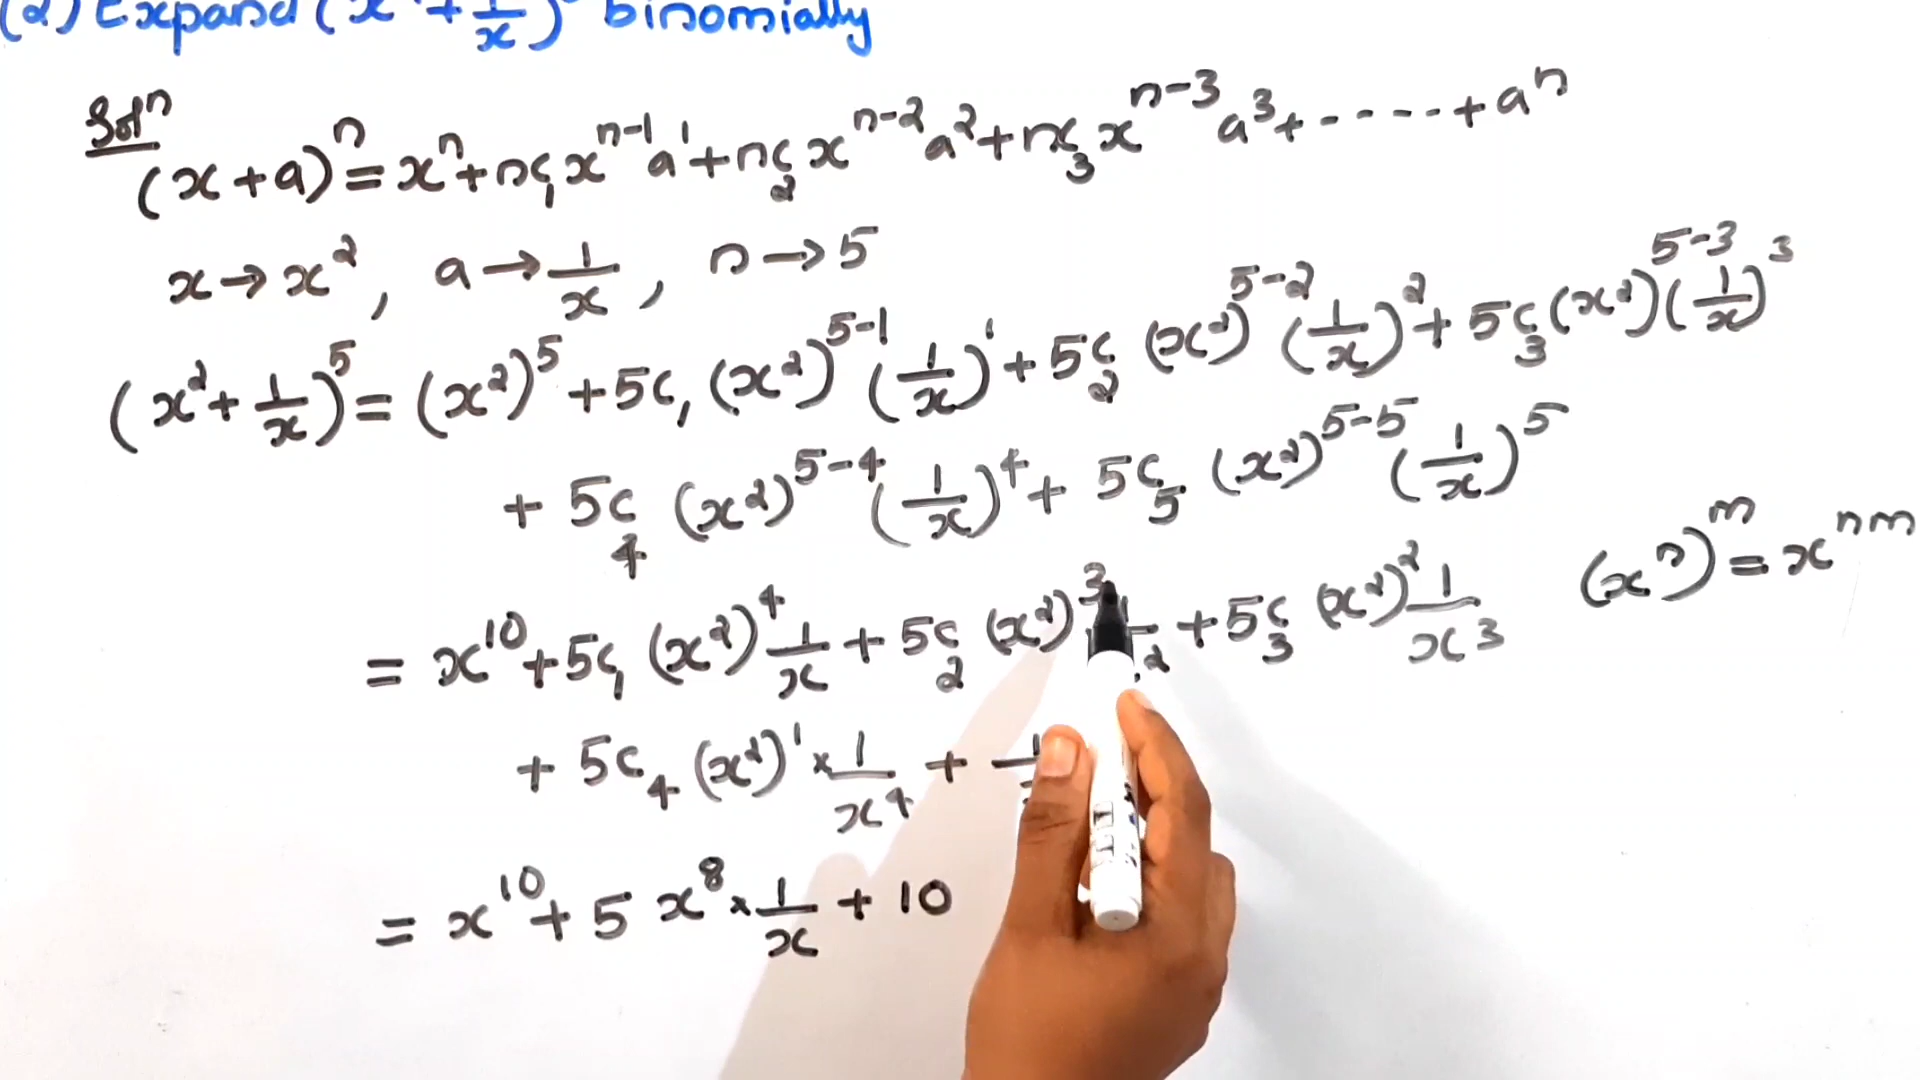 (2) Expand (x + 1/x) binomially
Solⁿ
(x+a)ⁿ = xⁿ + nc₁ xⁿ⁻¹ a¹ + nc₂ xⁿ⁻² a² + nc₃ xⁿ⁻³ a³ + - - - - - + aⁿ
x → x², a → 1/x, n → 5
(x² + 1/x)⁵ = (x²)⁵ + 5c₁ (x²)⁵⁻¹ (1/x)¹ + 5c₂ (x²)⁵⁻² (1/x)² + 5c₃ (x²)⁵⁻³ (1/x)³
+ 5c₄ (x²)⁵⁻⁴ (1/x)⁴ + 5c₅ (x²)⁵⁻⁵ (1/x)⁵
(xⁿ)ᵐ = xⁿᵐ
= x¹⁰ + 5c₁ (x²)⁴ 1/x + 5c₂ (x²)³ + 5c₃ (x²)² 1/x³
+ 5c₄ (x²)¹ × 1/x⁴ +
= x¹⁰ + 5 x⁸ × 1/x + 10